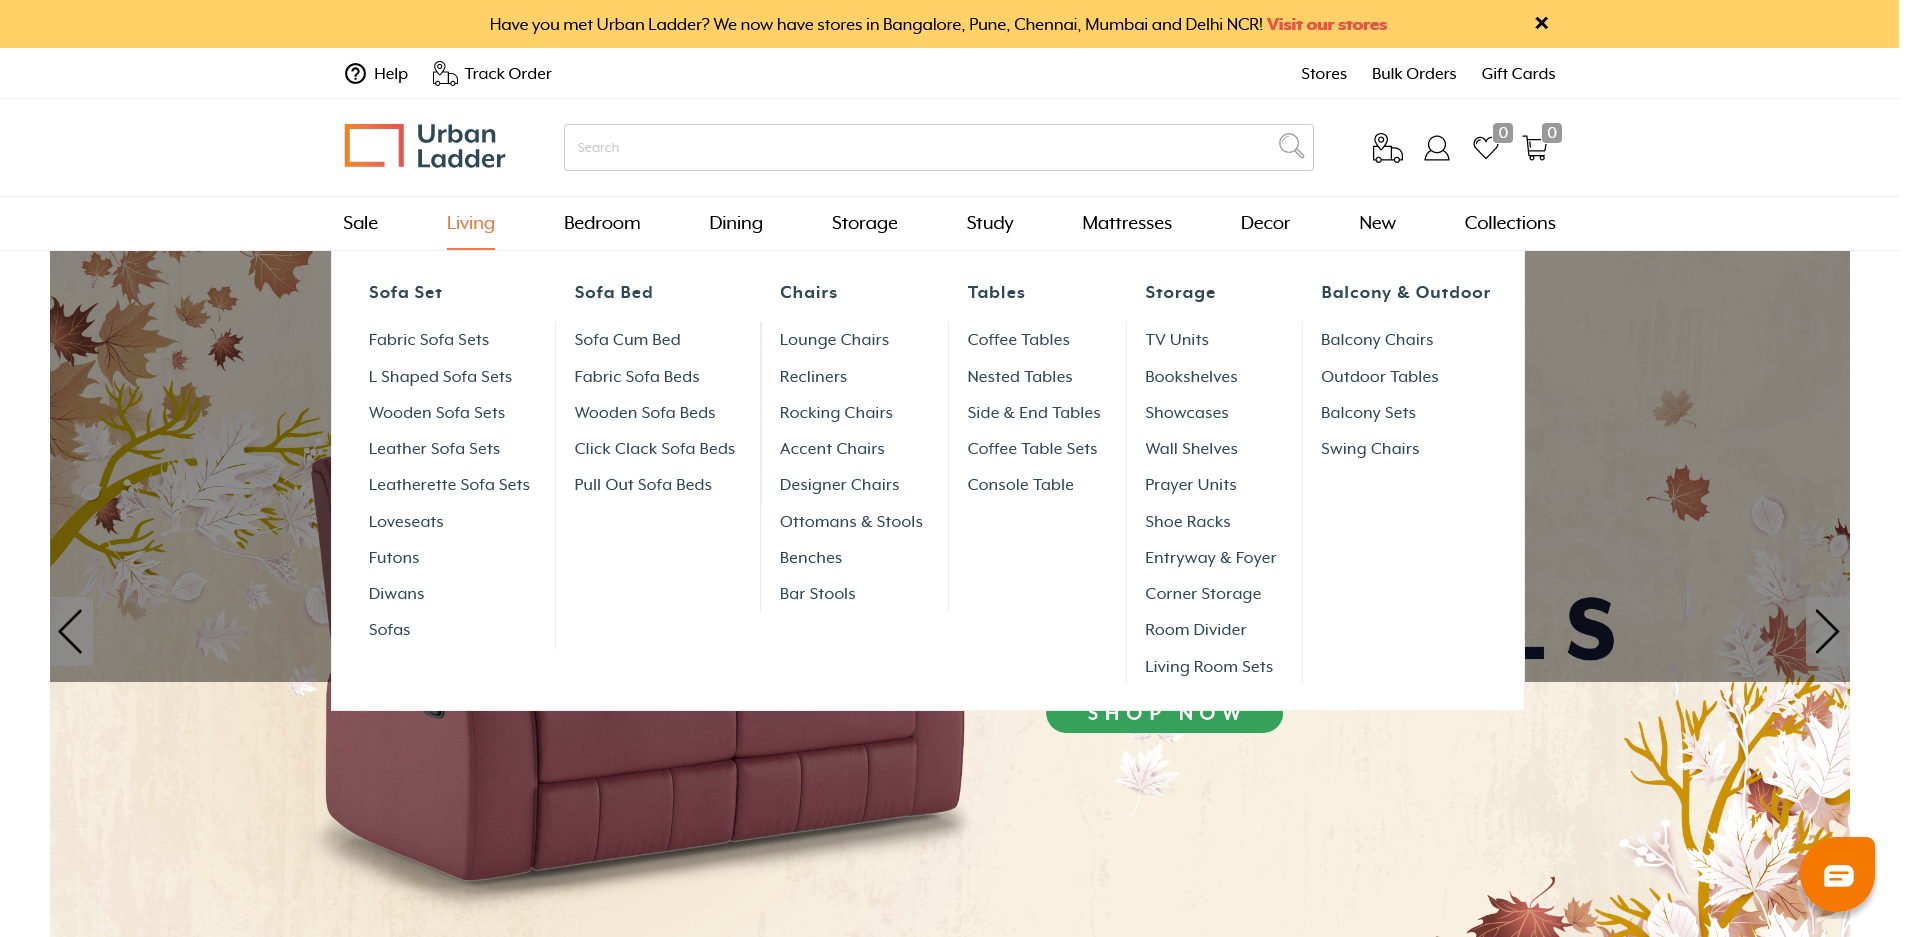 Have you met Urban Ladder? We now have stores in Bangalore, Pune, Chennai, Mumbai and Delhi NCR! Visit our stores
Help
Track Order
Stores
Bulk Orders
Gift Cards
Urban
Ladder
Search
0
0
Sale
Living
Bedroom
Dining
Storage
Study
Mattresses
Decor
New
Collections
Sofa Set
Fabric Sofa Sets
L Shaped Sofa Sets
Wooden Sofa Sets
Leather Sofa Sets
Leatherette Sofa Sets
Loveseats
Futons
Diwans
Sofas
Sofa Bed
Sofa Cum Bed
Fabric Sofa Beds
Wooden Sofa Beds
Click Clack Sofa Beds
Pull Out Sofa Beds
Chairs
Lounge Chairs
Recliners
Rocking Chairs
Accent Chairs
Designer Chairs
Ottomans & Stools
Benches
Bar Stools
Tables
Coffee Tables
Nested Tables
Side & End Tables
Coffee Table Sets
Console Table
Storage
TV Units
Bookshelves
Showcases
Wall Shelves
Prayer Units
Shoe Racks
Entryway & Foyer
Corner Storage
Room Divider
Living Room Sets
Balcony & Outdoor
Balcony Chairs
Outdoor Tables
Balcony Sets
Swing Chairs
SHOP NOW